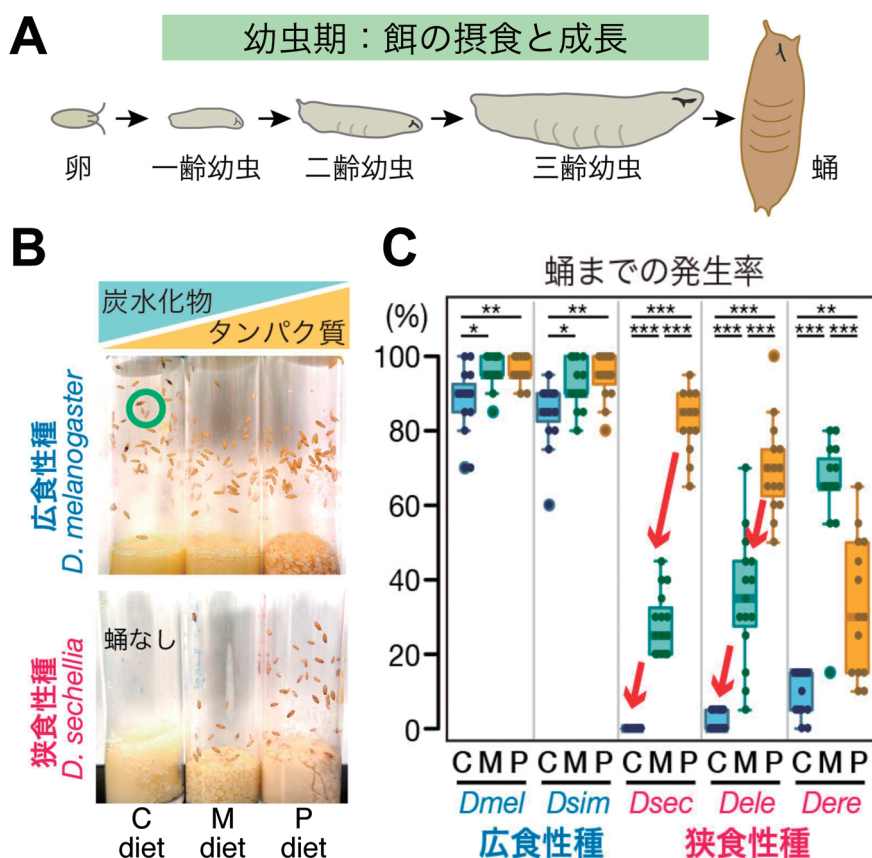 A
幼虫期：餌の摂食と成長
卵
一齢幼虫
二齢幼虫
三齢幼虫
蛹
B
炭水化物
タンパク質
広食性種
D. melanogaster
蛹なし
狭食性種
D. sechellia
C diet
M diet
P diet
C
蛹までの発生率
(%)
** ** *** *** **
* * *** *** *** *** *** ***
100
80
60
40
20
0
C M P C M P C M P C M P C M P
Dmel Dsim Dsec Dele Dere
広食性種 狭食性種